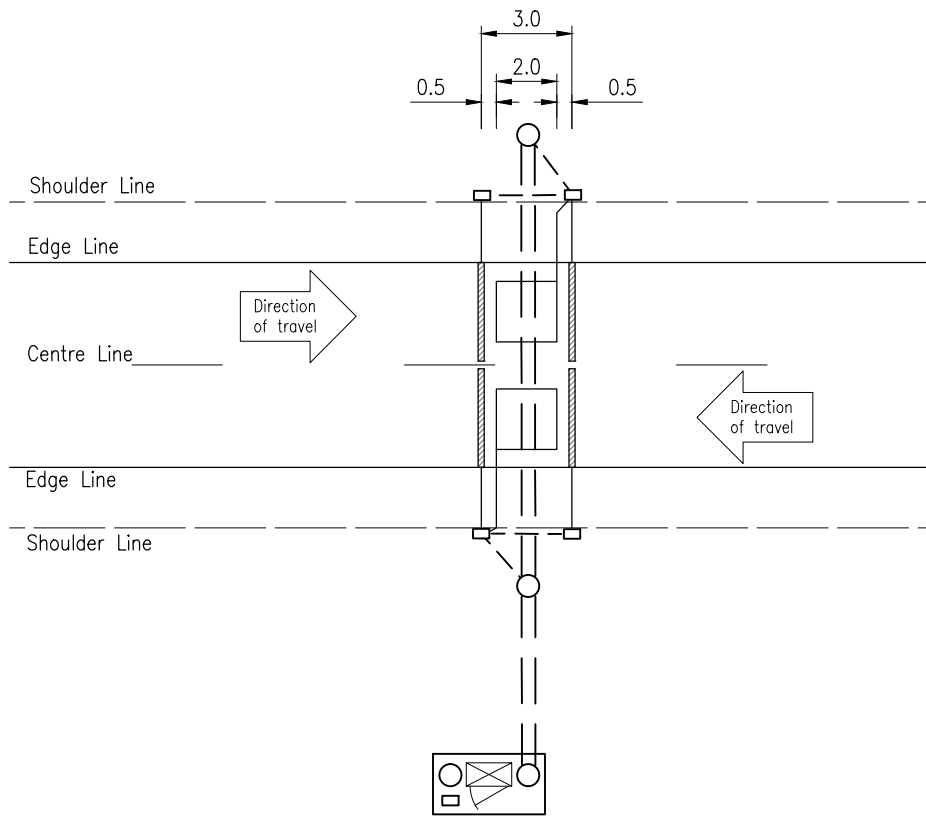 3.0
2.0
0.5
0.5
Shoulder Line
Edge Line
Direction
of travel
Centre Line
Direction
of travel
Edge Line
Shoulder Line